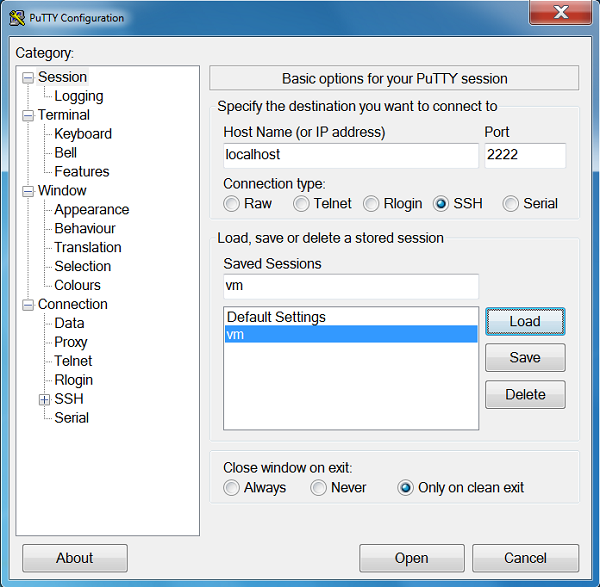 PuTTY Configuration
Category:
Session
Logging
Terminal
Keyboard
Bell
Features
Window
Appearance
Behaviour
Translation
Selection
Colours
Connection
Data
Proxy
Telnet
Rlogin
SSH
Serial
Basic options for your PuTTY session
Specify the destination you want to connect to
Host Name (or IP address) Port
localhost 2222
Connection type:
Raw Telnet Rlogin SSH Serial
Load, save or delete a stored session
Saved Sessions
vm
Default Settings
vm
Load
Save
Delete
Close window on exit:
Always Never Only on clean exit
About Open Cancel